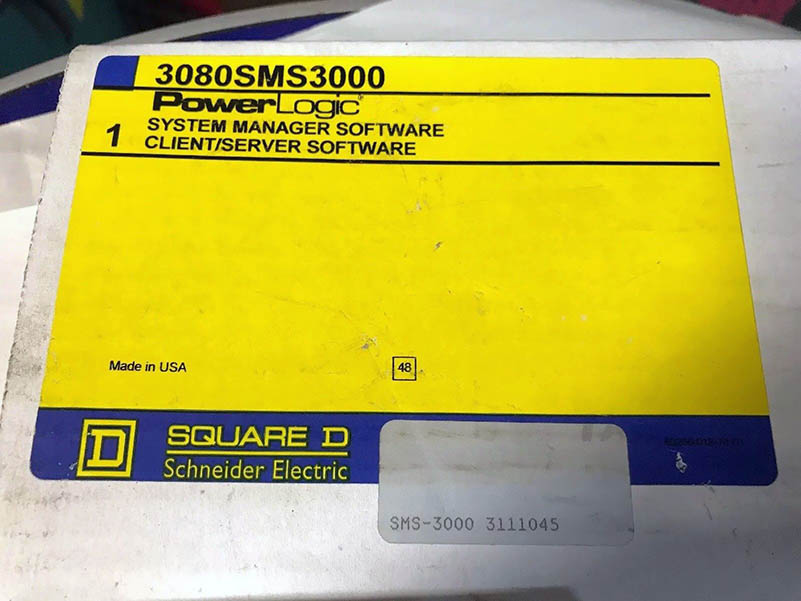 3080SMS3000
PowerLogic
1
SYSTEM MANAGER SOFTWARE
CLIENT/SERVER SOFTWARE
Made in USA
48
D
SQUARE D
Schneider Electric
SMS-3000 3111045